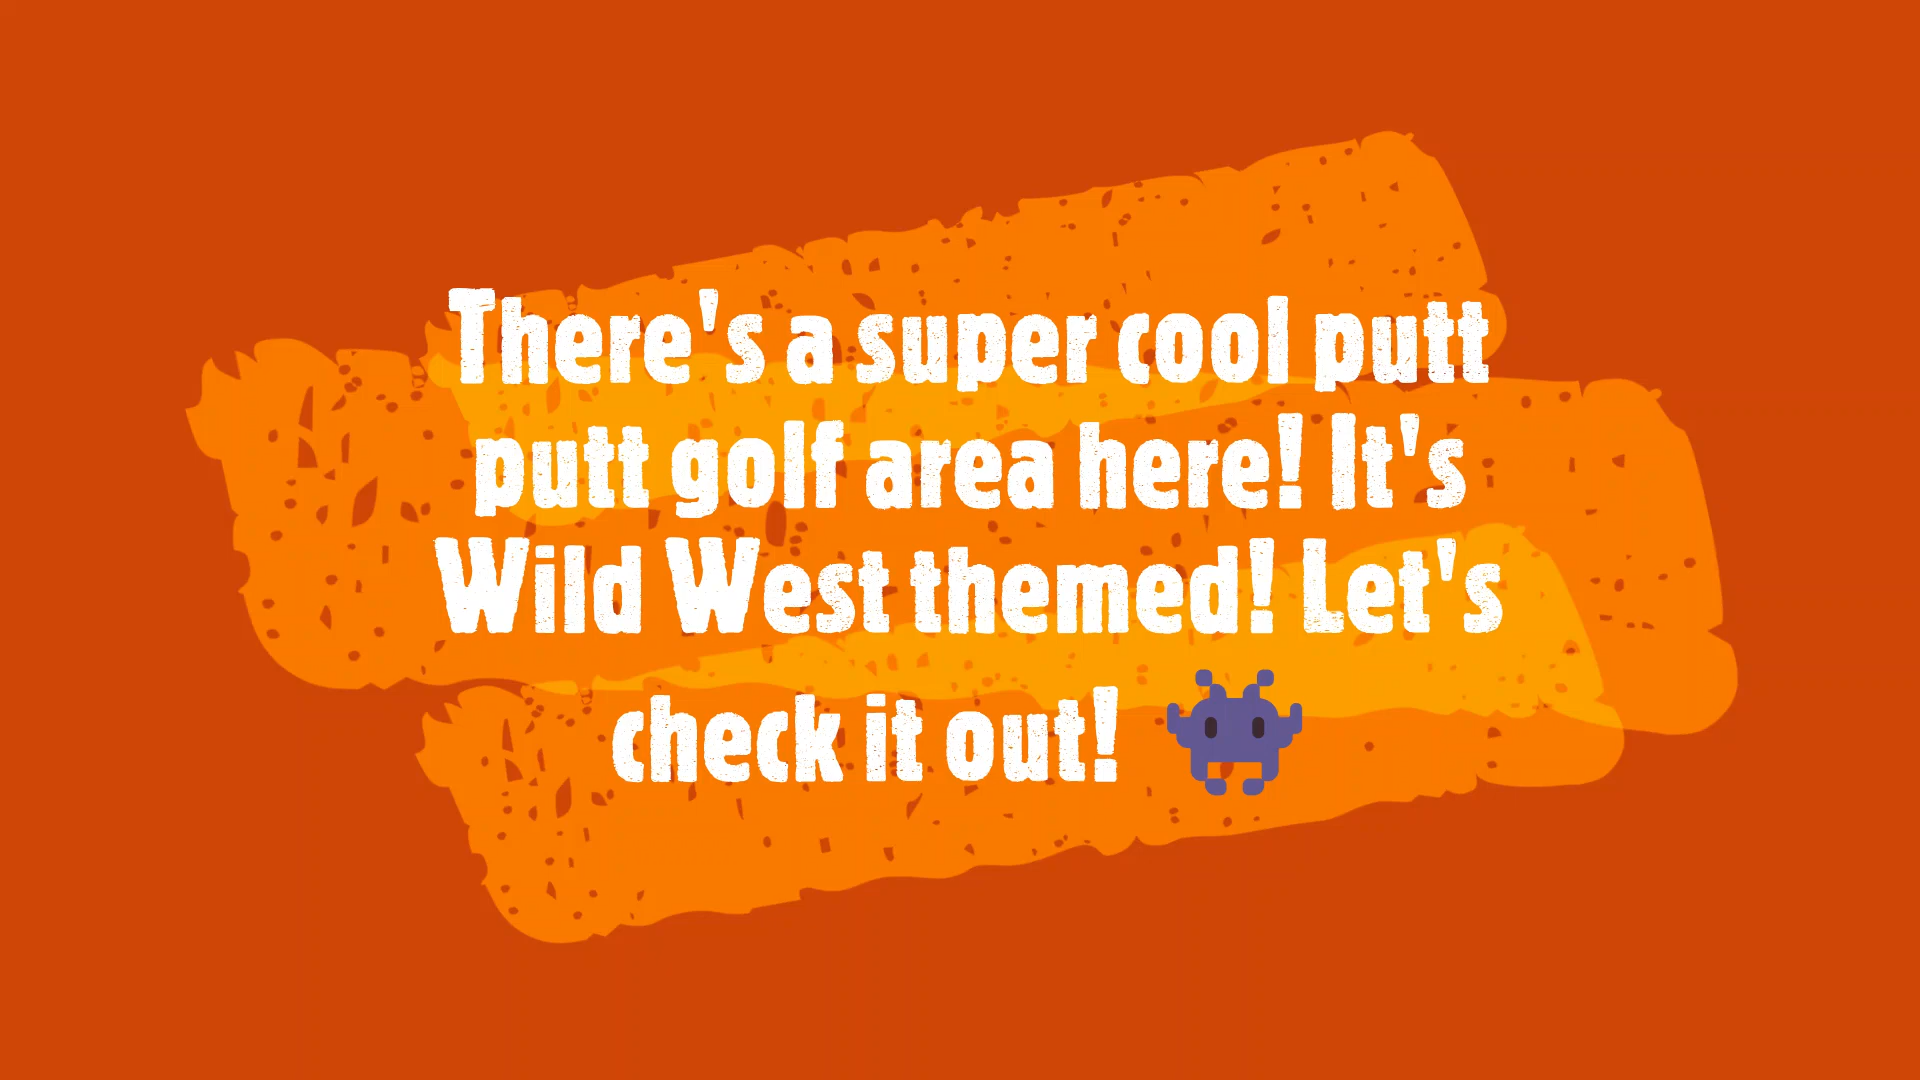 There's a super cool putt
putt golf area here! It's
Wild West themed! Let's
check it out! 👾